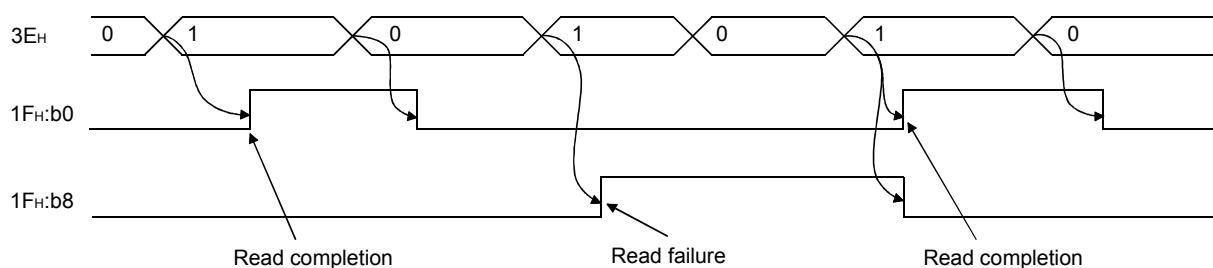 3EH 0 1 0 1 0 1 0
1FH:b0
1FH:b8
Read completion Read failure Read completion